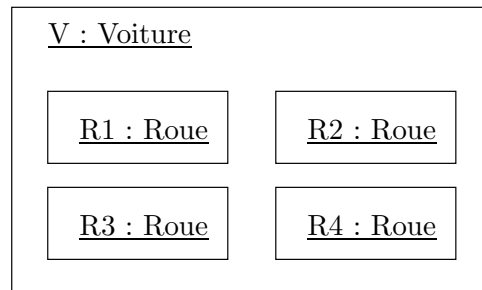 V : Voiture
R1 : Roue R2 : Roue
R3 : Roue R4 : Roue